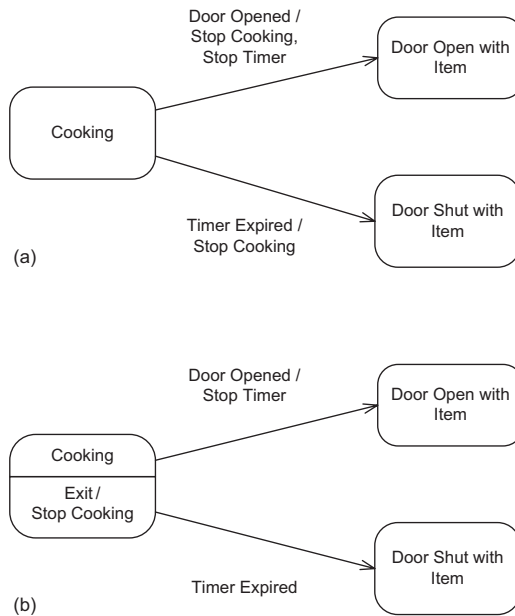 Door Opened /
Stop Cooking,
Stop Timer
Door Open with
Item
Cooking
Timer Expired /
Stop Cooking
Door Shut with
Item
(a)
Door Opened /
Stop Timer
Door Open with
Item
Cooking
Exit /
Stop Cooking
Timer Expired
Door Shut with
Item
(b)